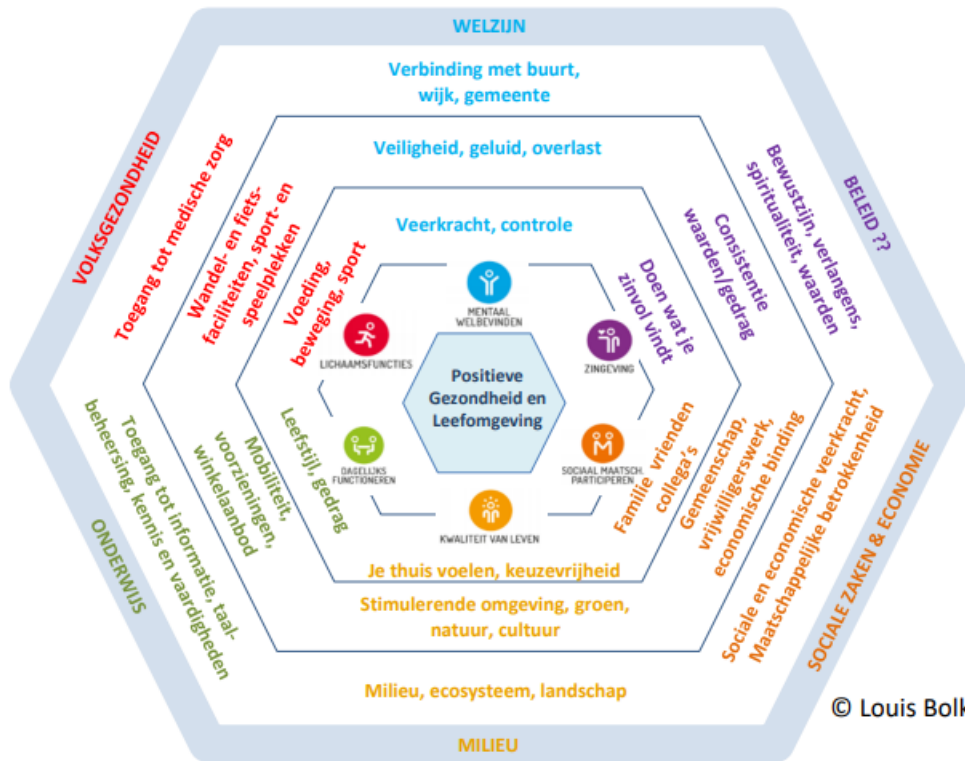 WELZIJN
Verbinding met buurt,
wijk, gemeente
Veiligheid, geluid, overlast
Veerkracht, controle
MENTAAL
WELBEVINDEN
VOLKSGEZONDHEID
Toegang tot medische zorg
Wandel- en fiets-
faciliteiten, sport- en
speelplekken
Voeding,
beweging, sport
LICHAAMSFUNCTIES
BELEID ??
Bewustzijn, verlangens,
spiritualiteit, waarden
Consistentie
waarden/gedrag
Doen wat je
zinvol vindt
ZINGEVING
Positieve
Gezondheid en
Leefomgeving
ONDERWIJS
Toegang tot informatie, taal-
beheersing, kennis en vaardigheden
Mobiliteit,
voorzieningen,
winkelaanbod
Leefstijl, gedrag
DAGELIJKS
FUNCTIONEREN
SOCIAAL MAATSCH.
PARTICIPEREN
Familie vrienden
collega's
Gemeenschap,
vrijwilligerswerk,
economische binding
Sociale en economische veerkracht,
Maatschappelijke betrokkenheid
SOCIALE ZAKEN & ECONOMIE
KWALITEIT VAN LEVEN
Je thuis voelen, keuzevrijheid
Stimulerende omgeving, groen,
natuur, cultuur
Milieu, ecosysteem, landschap
MILIEU
© Louis Bolk